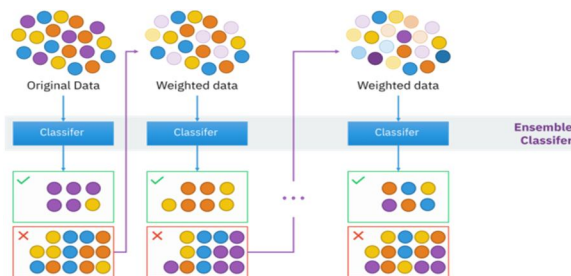 Original Data
Weighted data
Weighted data
Classifer
Classifer
Classifer
Ensemble
Classifer